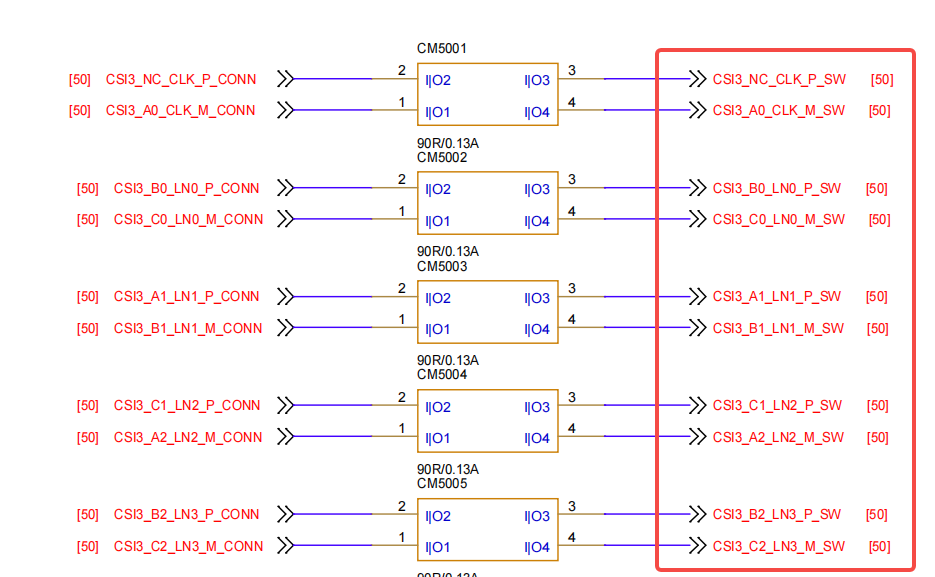 CM5001
[50] CSI3_NC_CLK_P_CONN 2 I|O2 I|O3 3 CSI3_NC_CLK_P_SW [50]
[50] CSI3_A0_CLK_M_CONN 1 I|O1 I|O4 4 CSI3_A0_CLK_M_SW [50]
90R/0.13A
CM5002
[50] CSI3_B0_LN0_P_CONN 2 I|O2 I|O3 3 CSI3_B0_LN0_P_SW [50]
[50] CSI3_C0_LN0_M_CONN 1 I|O1 I|O4 4 CSI3_C0_LN0_M_SW [50]
90R/0.13A
CM5003
[50] CSI3_A1_LN1_P_CONN 2 I|O2 I|O3 3 CSI3_A1_LN1_P_SW [50]
[50] CSI3_B1_LN1_M_CONN 1 I|O1 I|O4 4 CSI3_B1_LN1_M_SW [50]
90R/0.13A
CM5004
[50] CSI3_C1_LN2_P_CONN 2 I|O2 I|O3 3 CSI3_C1_LN2_P_SW [50]
[50] CSI3_A2_LN2_M_CONN 1 I|O1 I|O4 4 CSI3_A2_LN2_M_SW [50]
90R/0.13A
CM5005
[50] CSI3_B2_LN3_P_CONN 2 I|O2 I|O3 3 CSI3_B2_LN3_P_SW [50]
[50] CSI3_C2_LN3_M_CONN 1 I|O1 I|O4 4 CSI3_C2_LN3_M_SW [50]